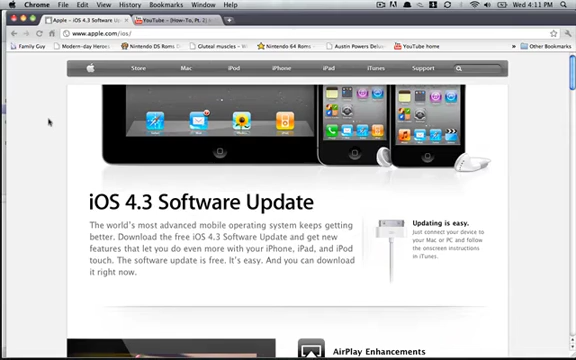 Chrome File Edit View History Bookmarks Window Help Wed 4:11 PM
Apple – iOS 4.3 Software Up YouTube – [How-To, Pt. 2]
www.apple.com/ios/
Family Guy Modern-day Heroes Nintendo DS Roms Gluteal muscles - Wi... Nintendo 64 Roms Austin Powers Deleted YouTube home Other Bookmarks
Store Mac iPod iPhone iPad iTunes Support
iOS 4.3 Software Update
The world's most advanced mobile operating system keeps getting
better. Download the free iOS 4.3 Software Update and get new
features that let you do even more with your iPhone, iPad, and iPod
touch. The software update is free. It's easy. And you can download
it right now.
Updating is easy.
Just connect your device to
your Mac or PC and follow
the onscreen instructions
in iTunes.
AirPlay Enhancements